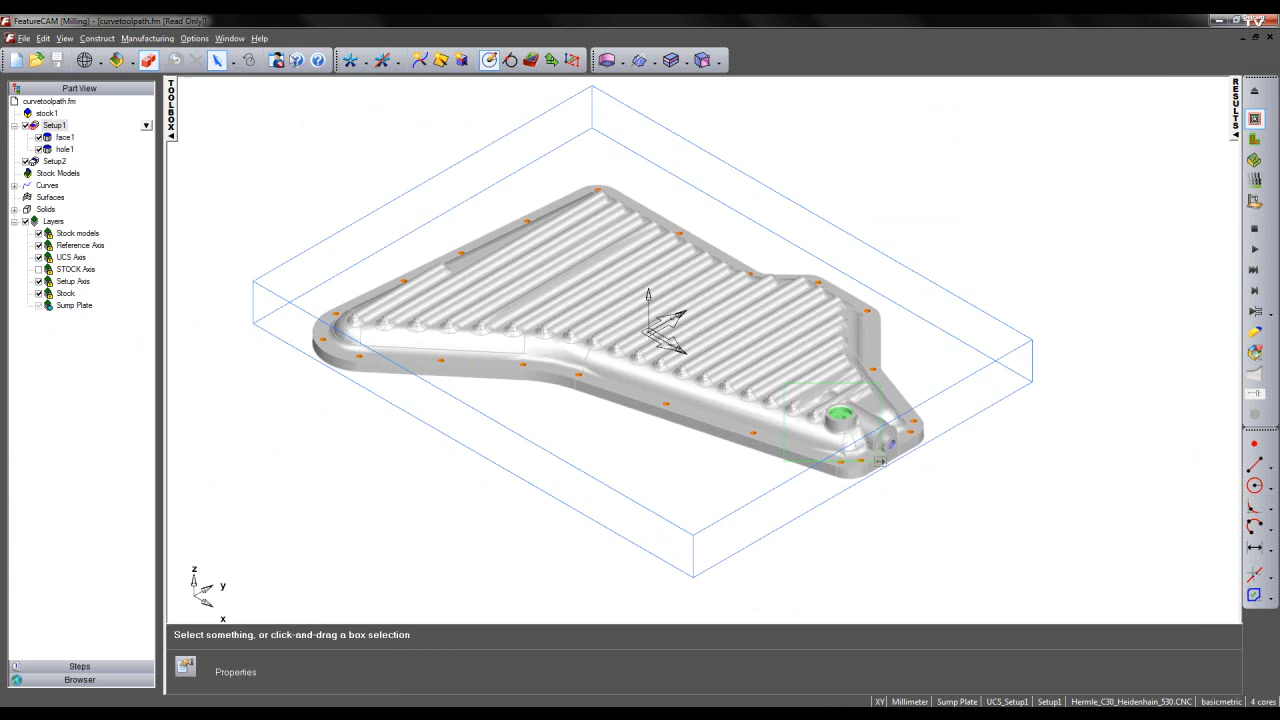 FeatureCAM (Milling) - [curvetoolpath.fm [Read Only]]
TV
File Edit View Construct Manufacturing Options Window Help
Part View
curvetoolpath.fm
stock1
Setup1
face1
hole1
Setup2
Stock Models
Curves
Surfaces
Solids
Layers
Stock models
Reference Axis
UCS Axis
STOCK Axis
Setup Axis
Stock
Sump Plate
Steps
Browser
TOOLBOX
RESULTS
z
y
x
Select something, or click-and-drag a box selection
Properties
XY Millimeter Sump Plate UCS_Setup1 Setup1 Hermle_C30_Heidenhain_530.CNC basicmetric 4 cores